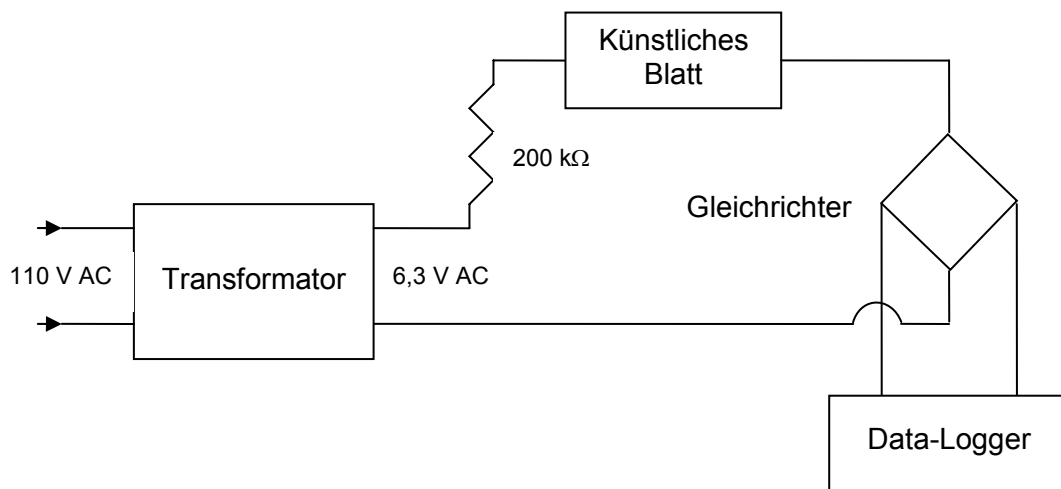 Künstliches
Blatt
200 kΩ
Gleichrichter
110 V AC
Transformator
6,3 V AC
Data-Logger